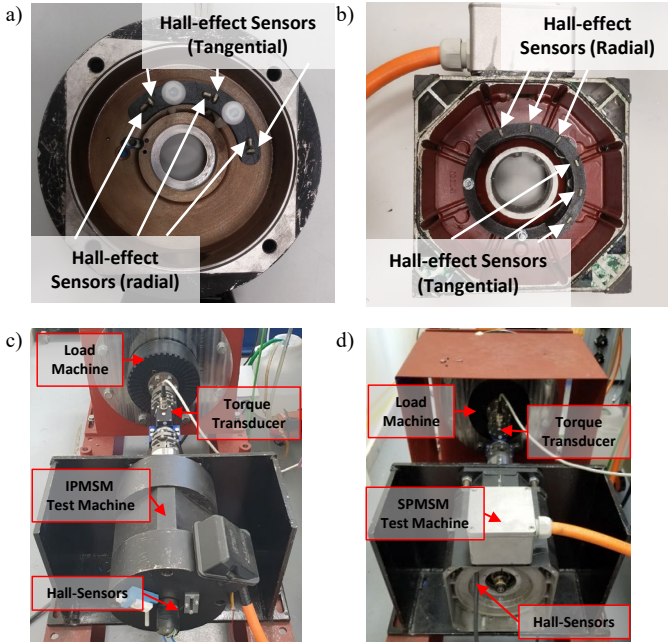 a)
Hall-effect Sensors
(Tangential)
Hall-effect
Sensors (radial)
b)
Hall-effect
Sensors (Radial)
Hall-effect Sensors
(Tangential)
c)
Load
Machine
Torque
Transducer
IPMSM
Test Machine
Hall-Sensors
d)
Load
Machine
Torque
Transducer
SPMSM
Test Machine
Hall-Sensors